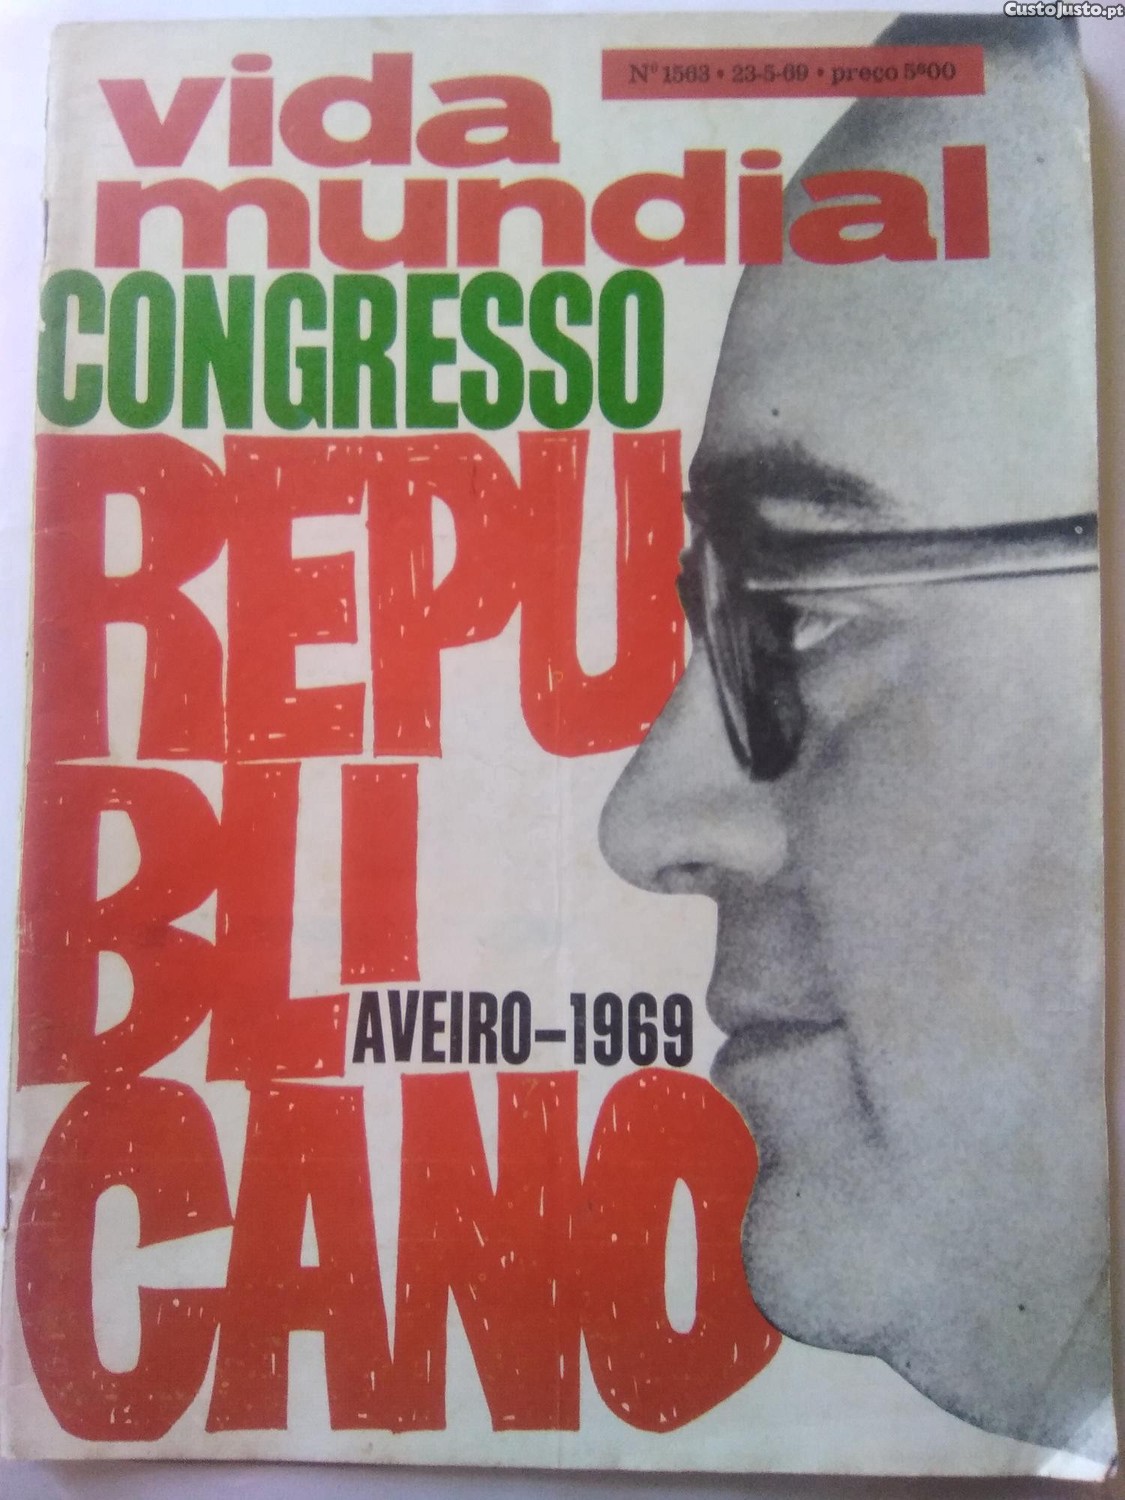 CustoJusto.pt
Nº 1563 • 23-5-69 • preço 5$00
vida
mundial
CONGRESSO
REPU
BLI
AVEIRO–1969
CANO